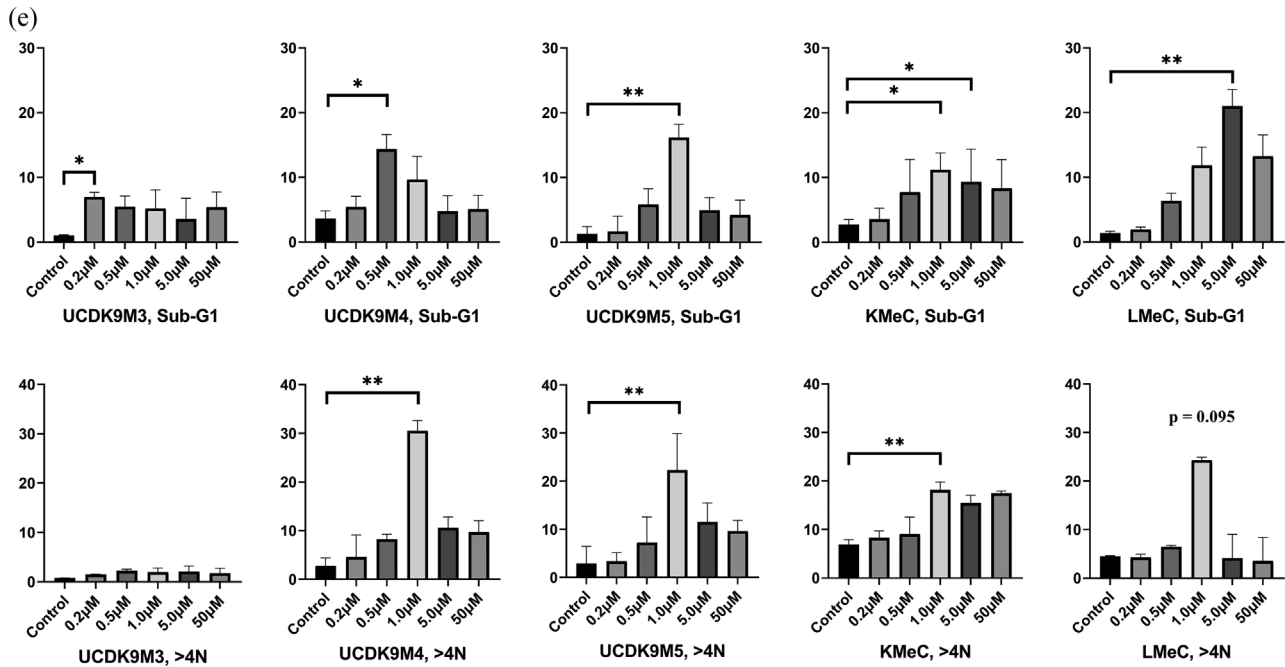 (e)
30
20
10
0
*
Control
0.2µM
0.5µM
1.0µM
5.0µM
50µM
UCDK9M3, Sub-G1
30
20
10
0
*
Control
0.2µM
0.5µM
1.0µM
5.0µM
50µM
UCDK9M4, Sub-G1
30
20
10
0
**
Control
0.2µM
0.5µM
1.0µM
5.0µM
50µM
UCDK9M5, Sub-G1
30
20
10
0
*
*
Control
0.2µM
0.5µM
1.0µM
5.0µM
50µM
KMeC, Sub-G1
30
20
10
0
**
Control
0.2µM
0.5µM
1.0µM
5.0µM
50µM
LMeC, Sub-G1
40
30
20
10
0
Control
0.2µM
0.5µM
1.0µM
5.0µM
50µM
UCDK9M3, >4N
40
30
20
10
0
**
Control
0.2µM
0.5µM
1.0µM
5.0µM
50µM
UCDK9M4, >4N
40
30
20
10
0
**
Control
0.2µM
0.5µM
1.0µM
5.0µM
50µM
UCDK9M5, >4N
40
30
20
10
0
**
Control
0.2µM
0.5µM
1.0µM
5.0µM
50µM
KMeC, >4N
40
30
20
10
0
p = 0.095
Control
0.2µM
0.5µM
1.0µM
5.0µM
50µM
LMeC, >4N